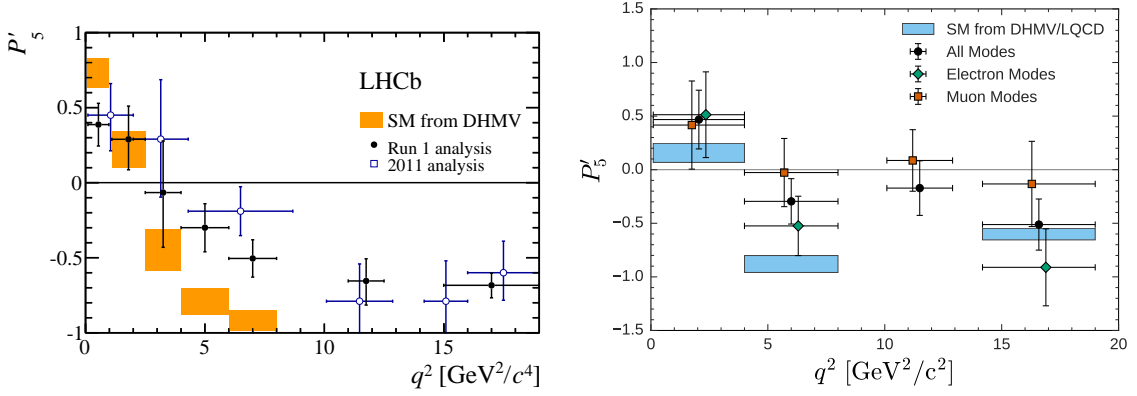 P′5
1
0.5
0
-0.5
-1
0
5
10
15
q² [GeV²/c⁴]
LHCb
SM from DHMV
Run 1 analysis
2011 analysis
P′5
1.5
1.0
0.5
0.0
−0.5
−1.0
−1.5
0
5
10
15
20
q² [GeV²/c²]
SM from DHMV/LQCD
All Modes
Electron Modes
Muon Modes